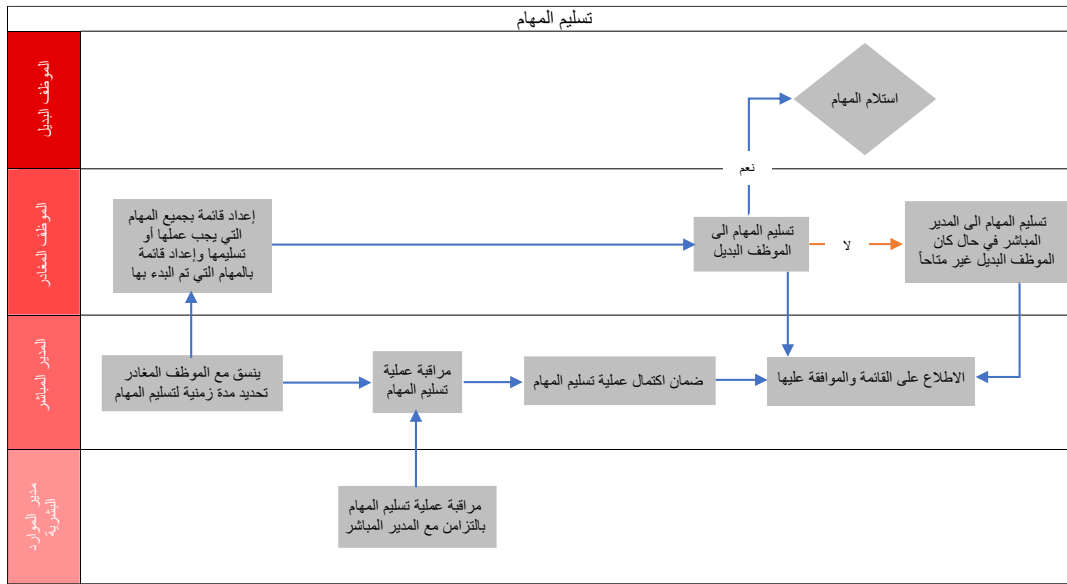 تسليم المهام
الموظف البديل
استلام المهام
نعم
الموظف المغادر
إعداد قائمة بجميع المهام
التي يجب عملها أو
تسليمها وإعداد قائمة
بالمهام التي تم البدء بها
تسليم المهام الى
الموظف البديل
لا
تسليم المهام الى المدير
المباشر في حال كان
الموظف البديل غير متاحاً
المدير المباشر
ينسق مع الموظف المغادر
تحديد مدة زمنية لتسليم المهام
مراقبة عملية
تسليم المهام
ضمان اكتمال عملية تسليم المهام
الاطلاع على القائمة والموافقة عليها
مدير الموارد
البشرية
مراقبة عملية تسليم المهام
بالتزامن مع المدير المباشر